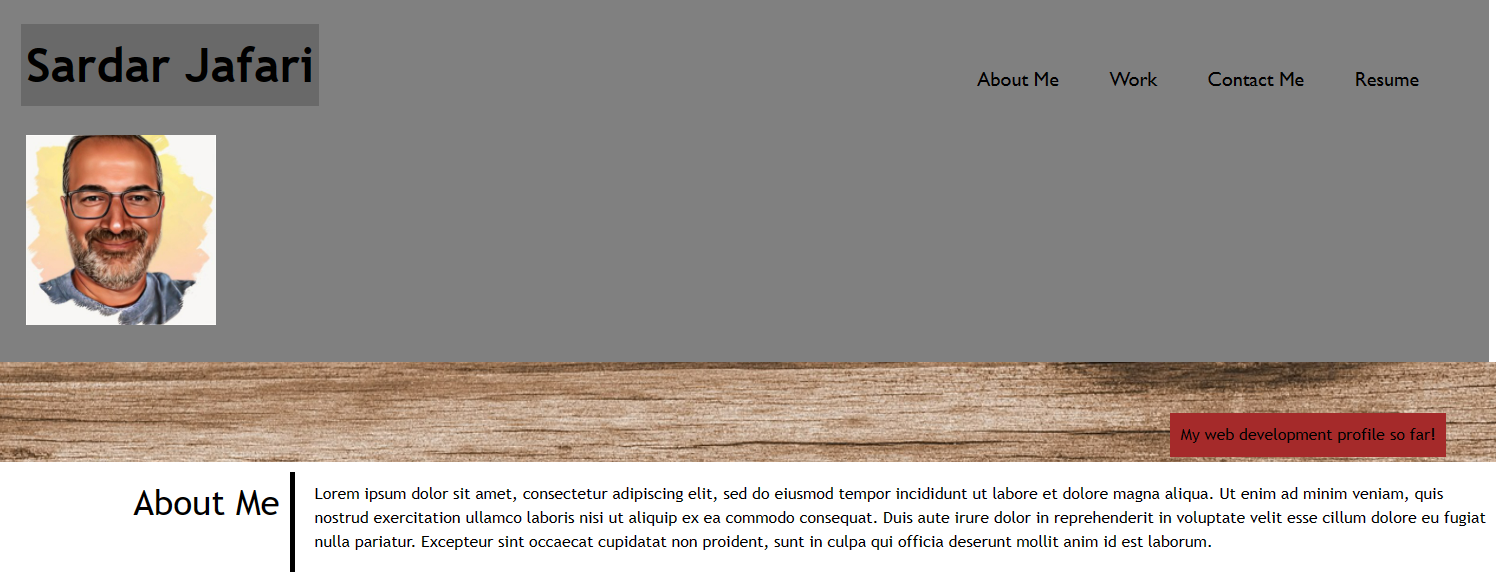 Sardar Jafari
About Me Work Contact Me Resume
My web development profile so far!
About Me
Lorem ipsum dolor sit amet, consectetur adipiscing elit, sed do eiusmod tempor incididunt ut labore et dolore magna aliqua. Ut enim ad minim veniam, quis
nostrud exercitation ullamco laboris nisi ut aliquip ex ea commodo consequat. Duis aute irure dolor in reprehenderit in voluptate velit esse cillum dolore eu fugiat
nulla pariatur. Excepteur sint occaecat cupidatat non proident, sunt in culpa qui officia deserunt mollit anim id est laborum.